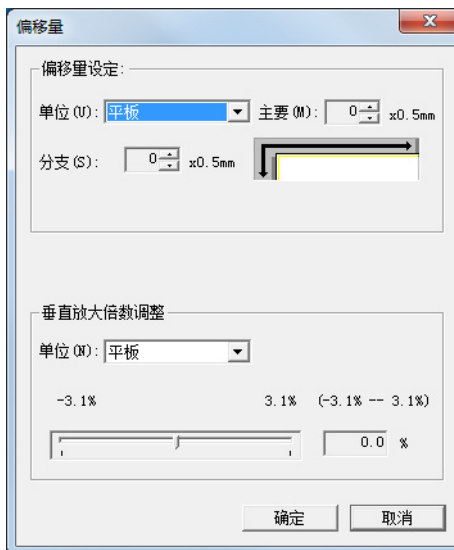 偏移量
偏移量设定:
单位(U): 平板 主要(M): 0 x0.5mm
分支(S): 0 x0.5mm
垂直放大倍数调整
单位(N): 平板
-3.1% 3.1% (-3.1% -- 3.1%)
0.0 %
确定 取消